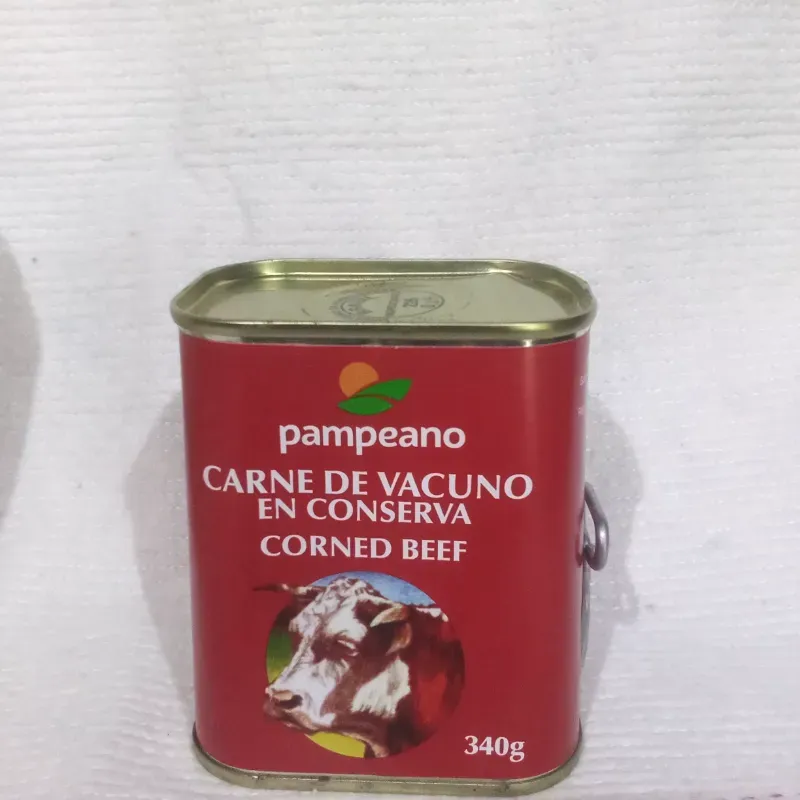 pampeano
CARNE DE VACUNO
EN CONSERVA
CORNED BEEF
340g